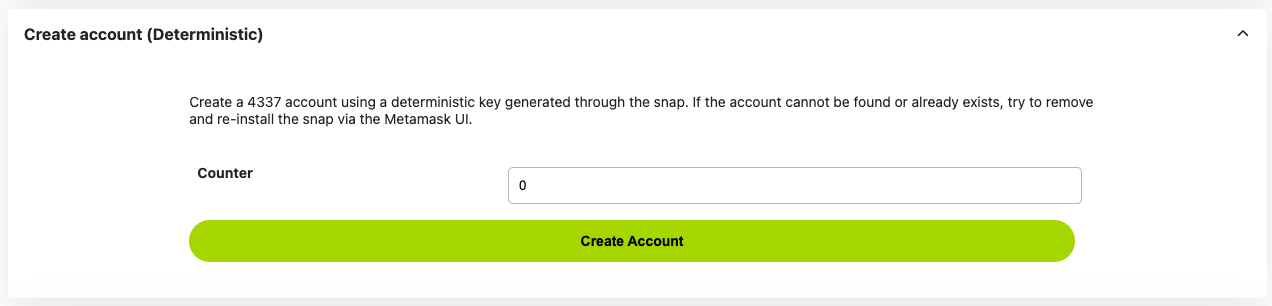 Create account (Deterministic)
Create a 4337 account using a deterministic key generated through the snap. If the account cannot be found or already exists, try to remove
and re-install the snap via the Metamask UI.
Counter
0
Create Account